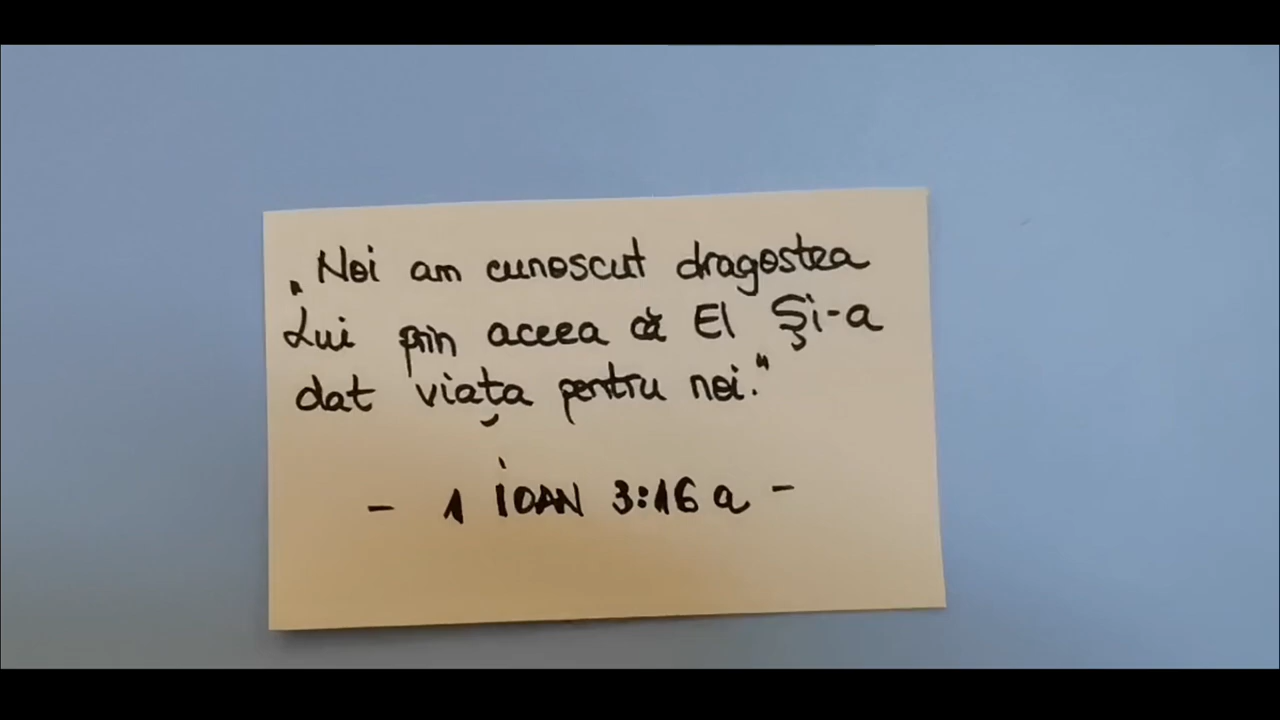 „Noi am cunoscut dragostea
Lui prin aceea că El Şi-a
dat viaţa pentru noi."
- 1 IOAN 3:16 a -